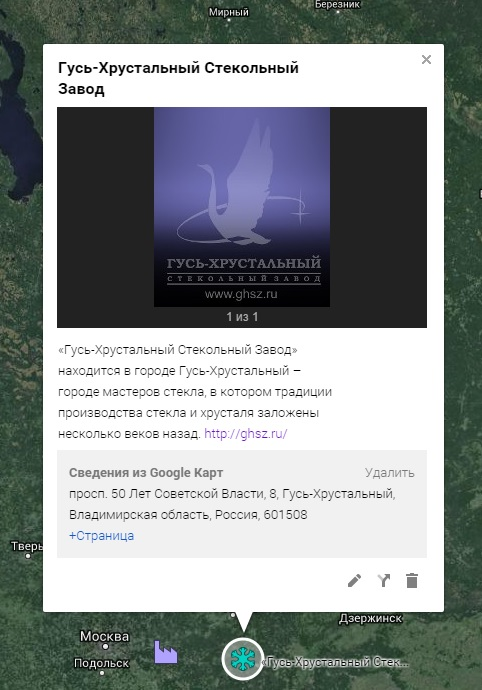 Мирный
Березник
Гусь-Хрустальный Стекольный
Завод
ГУСЬ-ХРУСТАЛЬНЫЙ
СТЕКОЛЬНЫЙ ЗАВОД
www.ghsz.ru
1 из 1
«Гусь-Хрустальный Стекольный Завод»
находится в городе Гусь-Хрустальный –
городе мастеров стекла, в котором традиции
производства стекла и хрусталя заложены
несколько веков назад. http://ghsz.ru/
Сведения из Google Карт Удалить
просп. 50 Лет Советской Власти, 8, Гусь-Хрустальный,
Владимирская область, Россия, 601508
+Страница
Тверь
Дзержинск
Москва
«Гусь-Хрустальный Стек...
Подольск